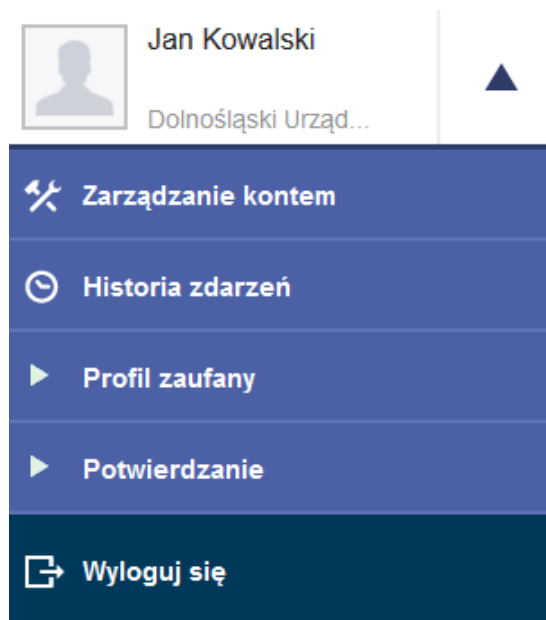 Jan Kowalski
Dolnośląski Urząd...
Zarządzanie kontem
Historia zdarzeń
Profil zaufany
Potwierdzanie
Wyloguj się